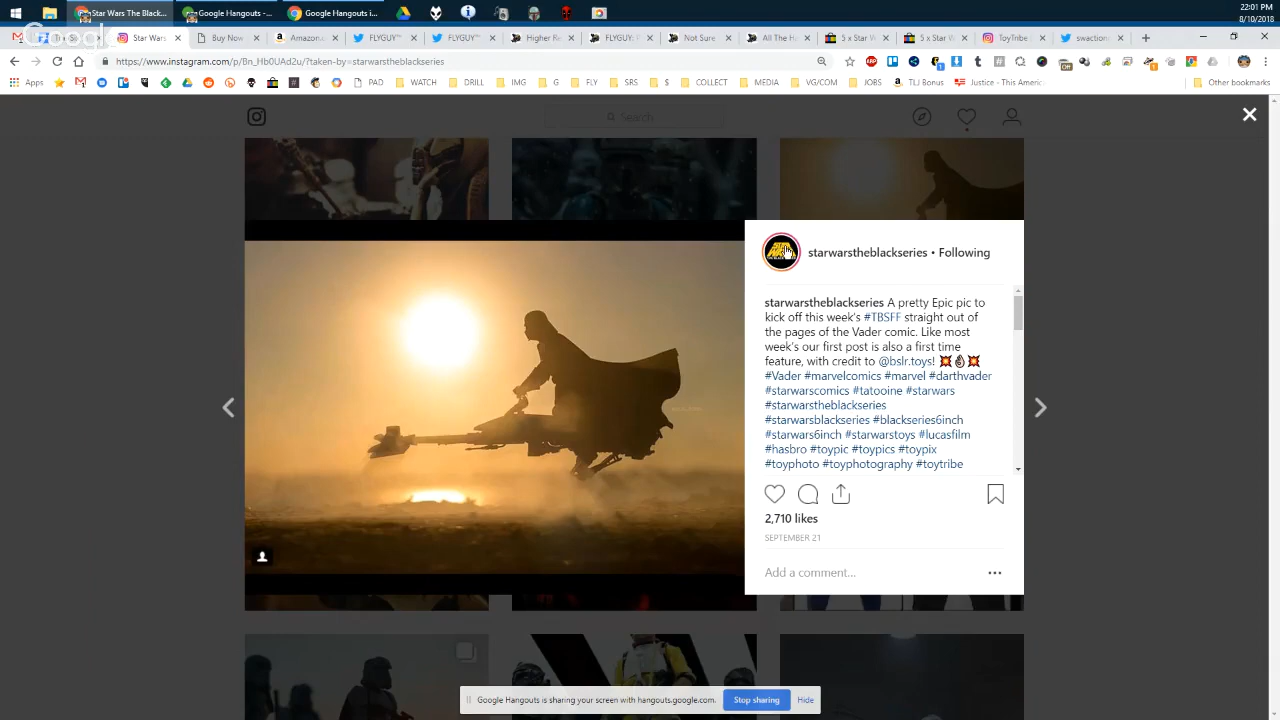 Star Wars The Black...
Google Hangouts -...
Google Hangouts i...
22:01 PM
8/10/2018
Star Wars
Buy Now
Amazon.c
FLYGUY™
FLYGUY™
Higher Re
FLYGUY: P
Not Sure
All The H
5 x Star W
5 x Star W
ToyTribe
swaction
https://www.instagram.com/p/Bn_Hb0UAd2u/?taken-by=starwarstheblackseries
Apps
PAD
WATCH
DRILL
IMG
G
FLY
SRS
$
COLLECT
MEDIA
VG/COM
JOBS
TLJ Bonus
Justice - This Ameri...
Other bookmarks
Search
starwarstheblackseries • Following
starwarstheblackseries A pretty Epic pic to
kick off this week's #TBSFF straight out of
the pages of the Vader comic. Like most
week's our first post is also a first time
feature, with credit to @bslr.toys! 💥👌🏿💥
#Vader #marvelcomics #marvel #darthvader
#starwarscomics #tatooine #starwars
#starwarstheblackseries
#starwarsblackseries #blackseries6inch
#starwars6inch #starwarstoys #lucasfilm
#hasbro #toypic #toypics #toypix
#toyphoto #toyphotography #toytribe
2,710 likes
SEPTEMBER 21
Add a comment...
Google Hangouts is sharing your screen with hangouts.google.com.
Stop sharing
Hide